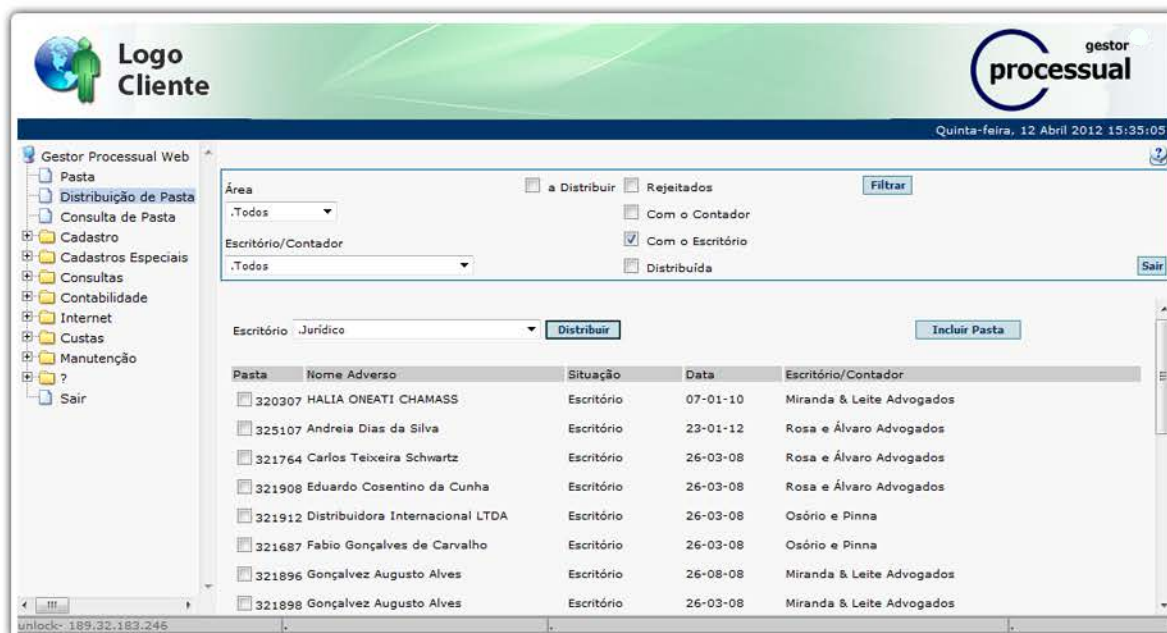 Logo
Cliente
gestor
processual
Quinta-feira, 12 Abril 2012 15:35:05
Gestor Processual Web
Pasta
Distribuição de Pasta
Consulta de Pasta
Cadastro
Cadastros Especiais
Consultas
Contabilidade
Internet
Custas
Manutenção
?
Sair
?
Área
.Todos
Escritório/Contador
.Todos
a Distribuir
Rejeitados
Com o Contador
Com o Escritório
Distribuída
Filtrar
Sair
Escritório .Jurídico Distribuir Incluir Pasta
Pasta Nome Adverso Situação Data Escritório/Contador
320307 HALIA ONEATI CHAMASS Escritório 07-01-10 Miranda & Leite Advogados
325107 Andreia Dias da Silva Escritório 23-01-12 Rosa e Álvaro Advogados
321764 Carlos Teixeira Schwartz Escritório 26-03-08 Rosa e Álvaro Advogados
321908 Eduardo Cosentino da Cunha Escritório 26-03-08 Rosa e Álvaro Advogados
321912 Distribuidora Internacional LTDA Escritório 26-03-08 Osório e Pinna
321687 Fabio Gonçalves de Carvalho Escritório 26-03-08 Osório e Pinna
321896 Gonçalvez Augusto Alves Escritório 26-08-08 Miranda & Leite Advogados
321898 Gonçalvez Augusto Alves Escritório 26-03-08 Miranda & Leite Advogados
unlock- 189.32.183.246 . . .